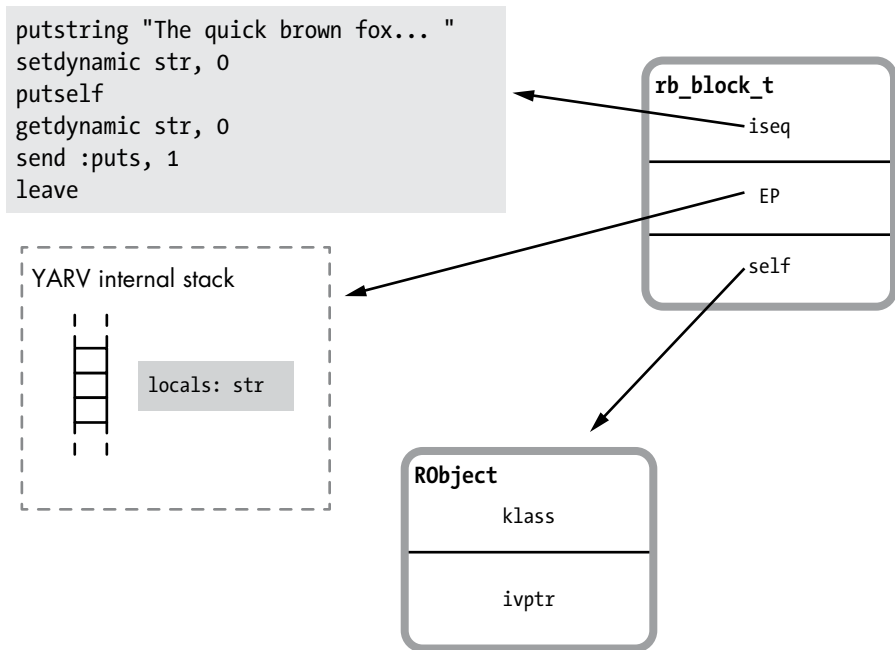 putstring "The quick brown fox... "
setdynamic str, 0
putself
getdynamic str, 0
send :puts, 1
leave
rb_block_t
iseq
EP
self
YARV internal stack
locals: str
RObject
klass
ivptr